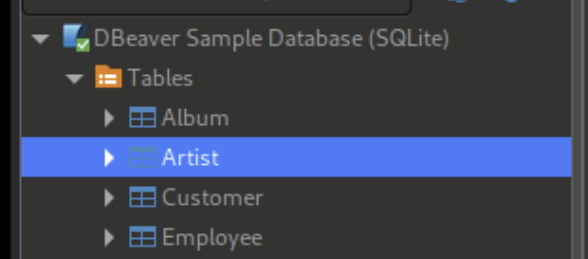 DBeaver Sample Database (SQLite)
Tables
Album
Artist
Customer
Employee